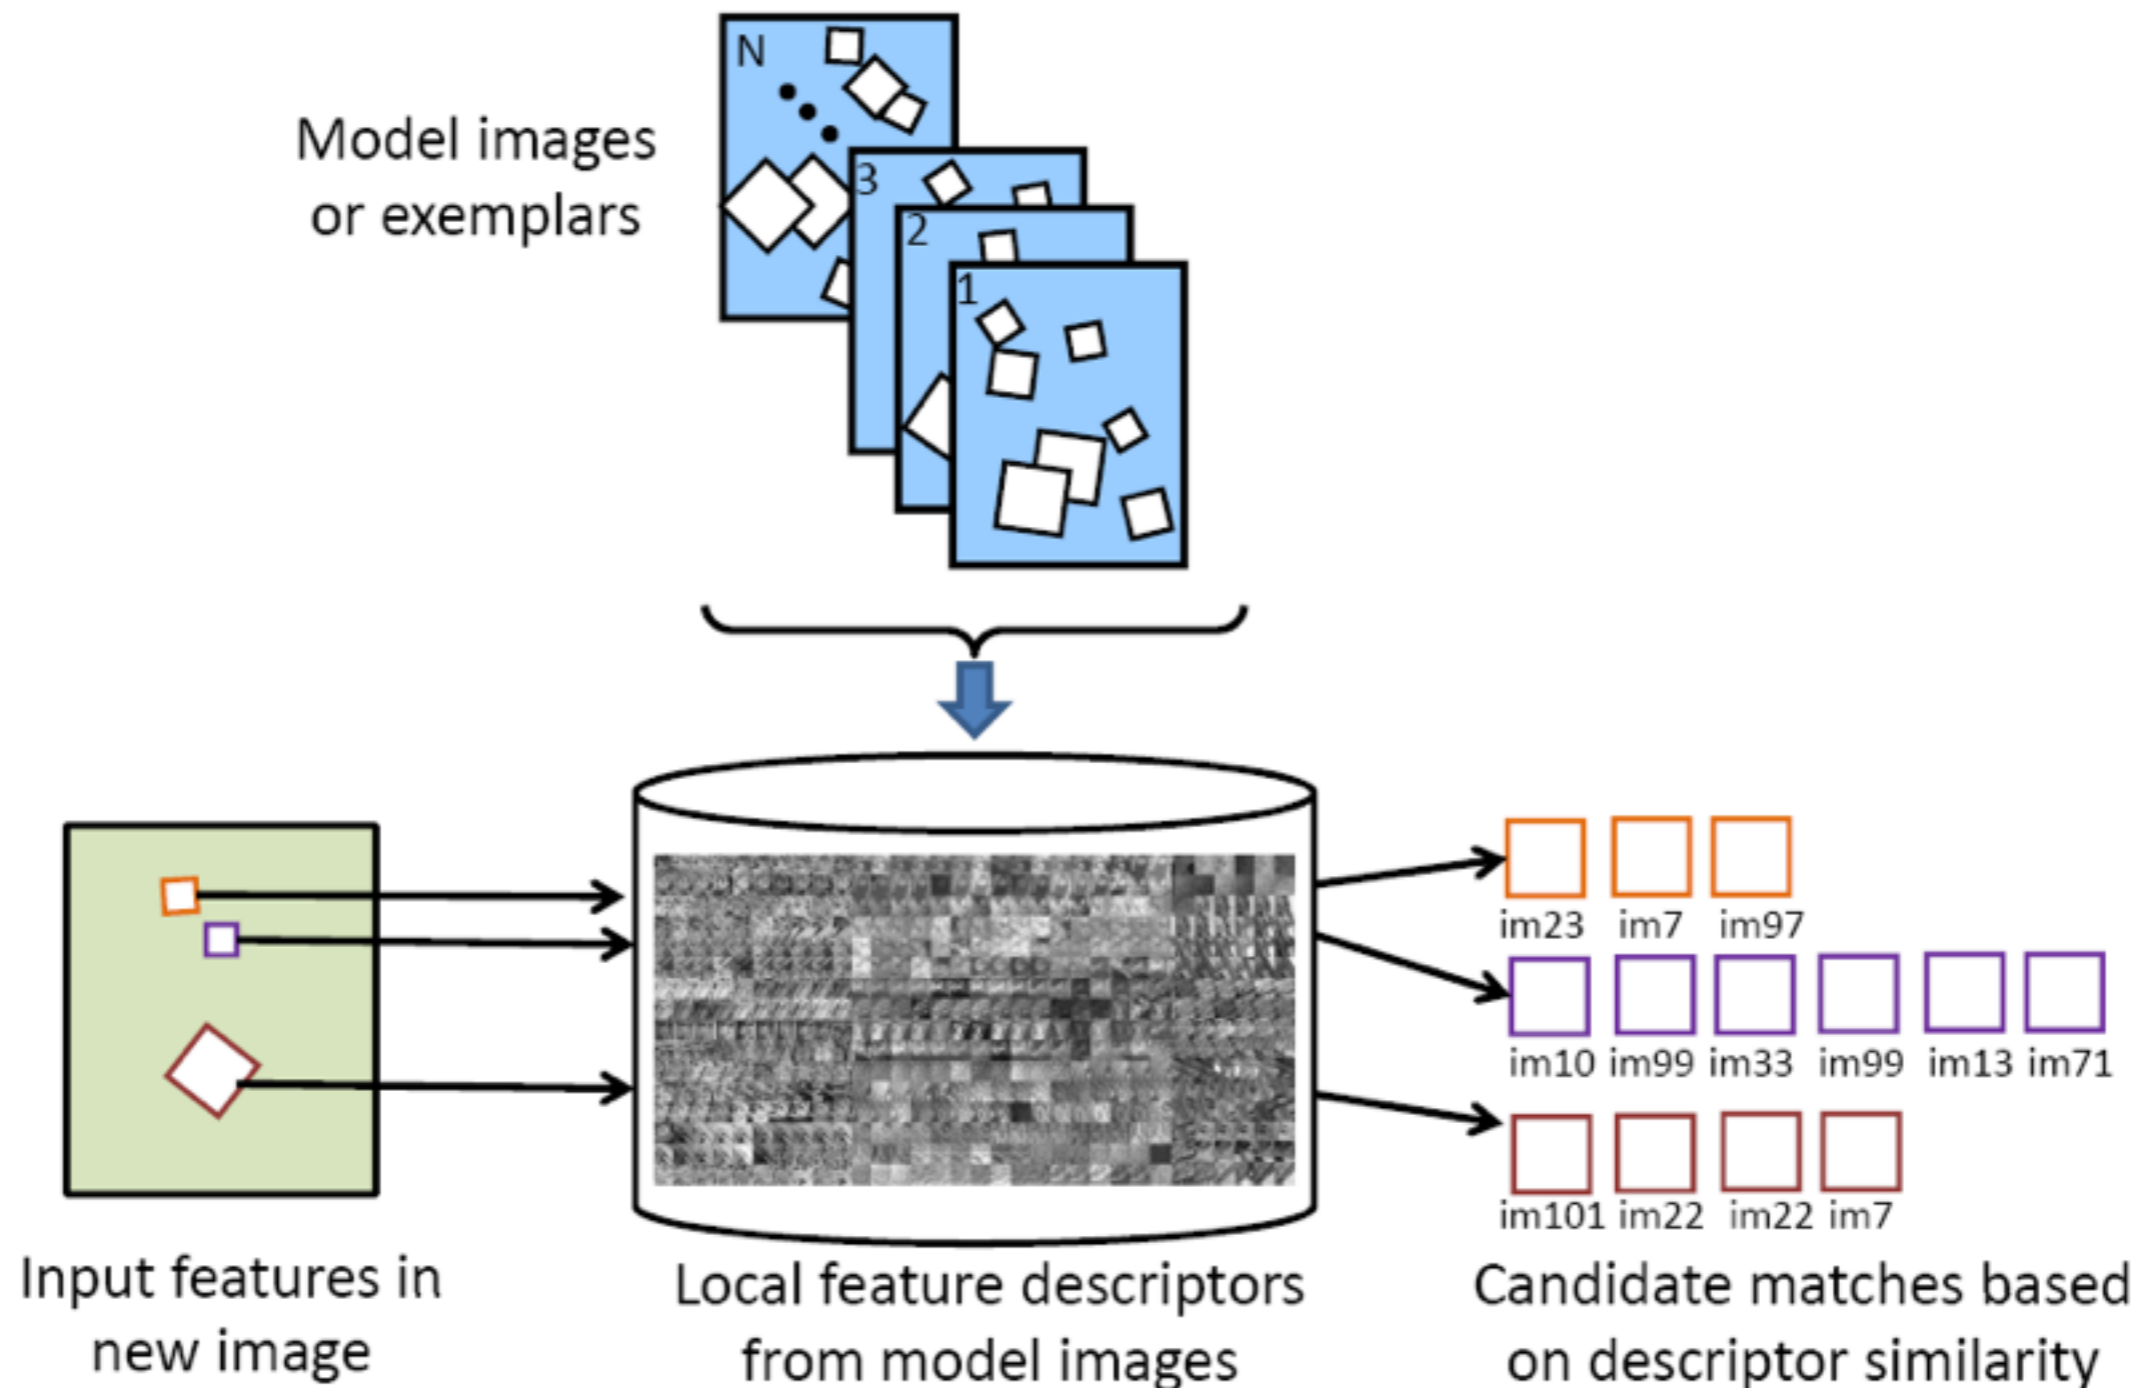 N
Model images
or exemplars
3
2
1
im23 im7 im97
im10 im99 im33 im99 im13 im71
im101 im22 im22 im7
Input features in
new image
Local feature descriptors
from model images
Candidate matches based
on descriptor similarity